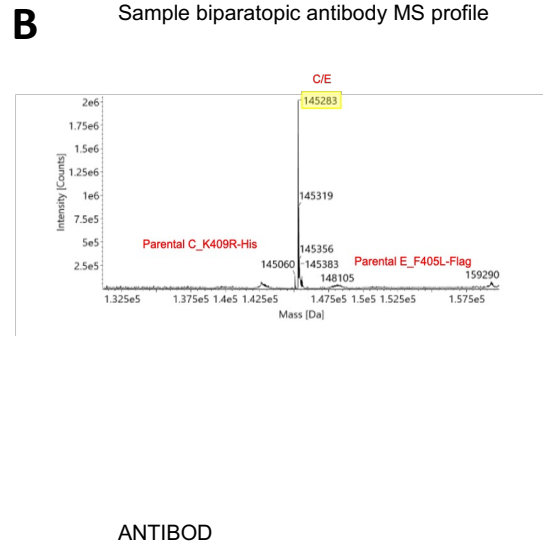 B
Sample biparatopic antibody MS profile
C/E
145283
2e6
1.75e6
1.5e6
1.25e6
1e6
7.5e5
5e5
2.5e5
Intensity [Counts]
145319
Parental C_K409R-His
145356
145060
145383
Parental E_F405L-Flag
148105
159290
1.325e5 1.375e5 1.4e5 1.425e5 1.475e5 1.5e5 1.525e5 1.575e5
Mass [Da]
ANTIBOD